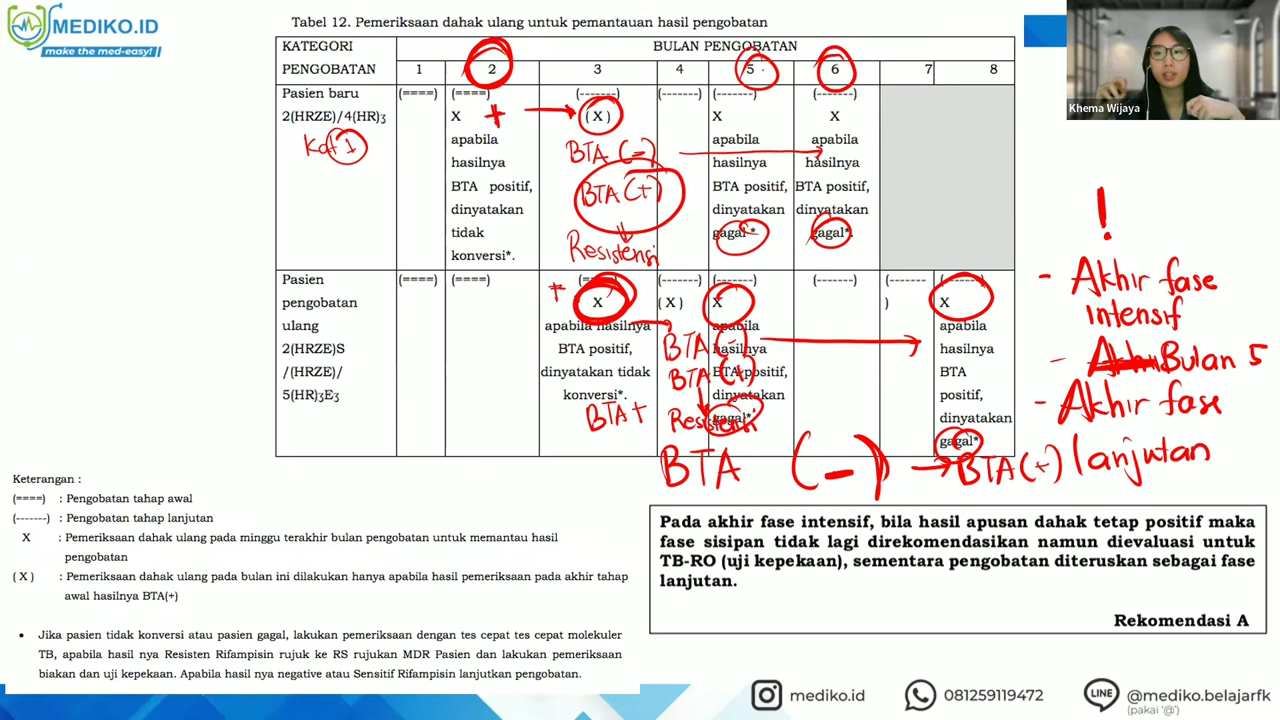 MEDIKO.ID
make the med-easy!
Tabel 12. Pemeriksaan dahak ulang untuk pemantauan hasil pengobatan
KATEGORI PENGOBATAN
BULAN PENGOBATAN
1 2 3 4 5 6 7 8
Pasien baru
2(HRZE)/4(HR)3
Kat 1
(====)
(====)
X +
apabila
hasilnya
BTA positif,
dinyatakan
tidak
konversi*.
(-------)
(X)
BTA (-)
BTA (+)
Resistensi
(-------)
(-------)
X
apabila
hasilnya
BTA positif,
dinyatakan
gagal*
(-------)
X
apabila
hasilnya
BTA positif,
dinyatakan
gagal*
Pasien
pengobatan
ulang
2(HRZE)S
/(HRZE)/
5(HR)3E3
(====)
(====)
+
X
apabila hasilnya
BTA positif,
dinyatakan tidak
konversi*.
BTA+
(-------)
(X)
BTA (-)
BTA (+)
Resistensi
(-------)
X
apabila
hasilnya
BTA positif,
dinyatakan
gagal*
(-------)
(-------
)
X
apabila
hasilnya
BTA
positif,
dinyatakan
gagal*
BTA (-) → BTA (+)
!
- Akhir fase
intensif
- Bulan 5
- Akhir fase
lanjutan
Khema Wijaya
Keterangan :
(====) : Pengobatan tahap awal
(-------) : Pengobatan tahap lanjutan
X : Pemeriksaan dahak ulang pada minggu terakhir bulan pengobatan untuk memantau hasil
pengobatan
( X ) : Pemeriksaan dahak ulang pada bulan ini dilakukan hanya apabila hasil pemeriksaan pada akhir tahap
awal hasilnya BTA(+)
• Jika pasien tidak konversi atau pasien gagal, lakukan pemeriksaan dengan tes cepat tes cepat molekuler
TB, apabila hasil nya Resisten Rifampisin rujuk ke RS rujukan MDR Pasien dan lakukan pemeriksaan
biakan dan uji kepekaan. Apabila hasil nya negative atau Sensitif Rifampisin lanjutkan pengobatan.
Pada akhir fase intensif, bila hasil apusan dahak tetap positif maka
fase sisipan tidak lagi direkomendasikan namun dievaluasi untuk
TB-RO (uji kepekaan), sementara pengobatan diteruskan sebagai fase
lanjutan.
Rekomendasi A
mediko.id
081259119472
LINE
@mediko.belajarfk
(pakai '@')